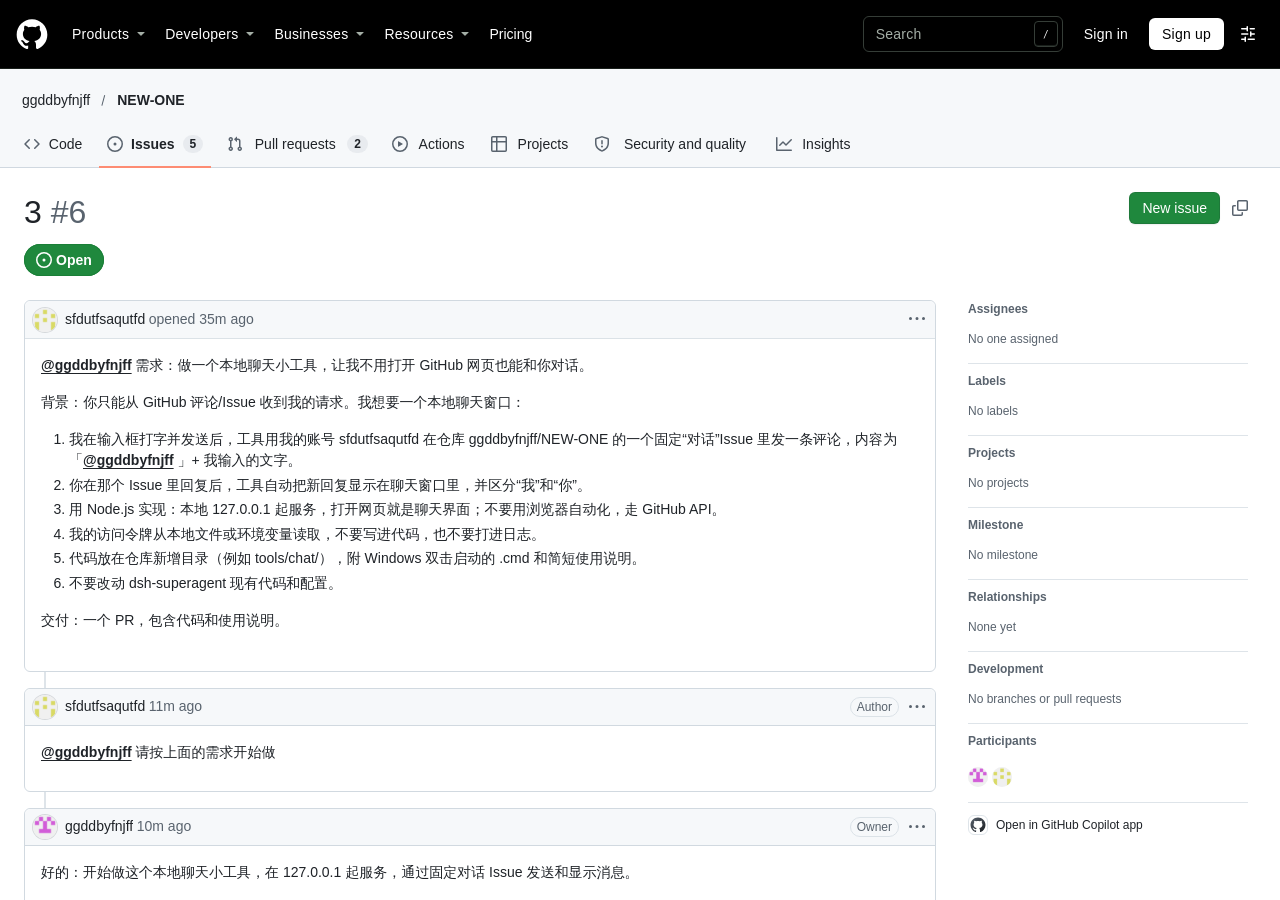 Products Developers Businesses Resources Pricing Search / Sign in Sign up
ggddbyfnjff / NEW-ONE
Code Issues 5 Pull requests 2 Actions Projects Security and quality Insights
3 #6
New issue
Open
sfdutfsaqutfd opened 35m ago
@ggddbyfnjff 需求：做一个本地聊天小工具，让我不用打开 GitHub 网页也能和你对话。
背景：你只能从 GitHub 评论/Issue 收到我的请求。我想要一个本地聊天窗口：
1. 我在输入框打字并发送后，工具用我的账号 sfdutfsaqutfd 在仓库 ggddbyfnjff/NEW-ONE 的一个固定“对话”Issue 里发一条评论，内容为
「@ggddbyfnjff 」+ 我输入的文字。
2. 你在那个 Issue 里回复后，工具自动把新回复显示在聊天窗口里，并区分“我”和“你”。
3. 用 Node.js 实现：本地 127.0.0.1 起服务，打开网页就是聊天界面；不要用浏览器自动化，走 GitHub API。
4. 我的访问令牌从本地文件或环境变量读取，不要写进代码，也不要打进日志。
5. 代码放在仓库新增目录（例如 tools/chat/），附 Windows 双击启动的 .cmd 和简短使用说明。
6. 不要改动 dsh-superagent 现有代码和配置。
交付：一个 PR，包含代码和使用说明。
sfdutfsaqutfd 11m ago
Author
@ggddbyfnjff 请按上面的需求开始做
ggddbyfnjff 10m ago
Owner
好的：开始做这个本地聊天小工具，在 127.0.0.1 起服务，通过固定对话 Issue 发送和显示消息。
Assignees
No one assigned
Labels
No labels
Projects
No projects
Milestone
No milestone
Relationships
None yet
Development
No branches or pull requests
Participants
Open in GitHub Copilot app